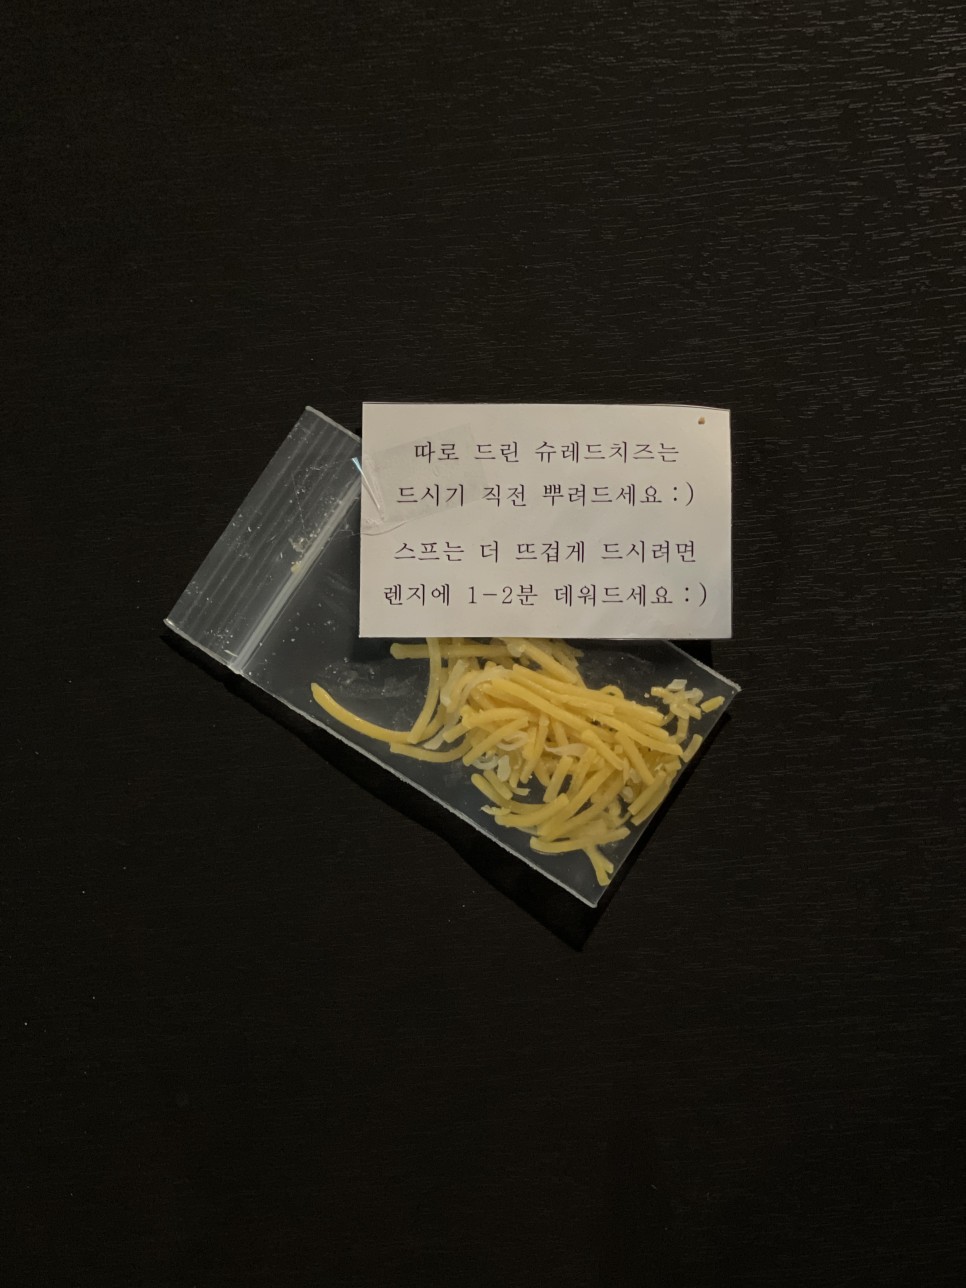 따로 드린 슈레드치즈는
드시기 직전 뿌려드세요 : )
스프는 더 뜨겁게 드시려면
렌지에 1-2분 데워드세요 : )